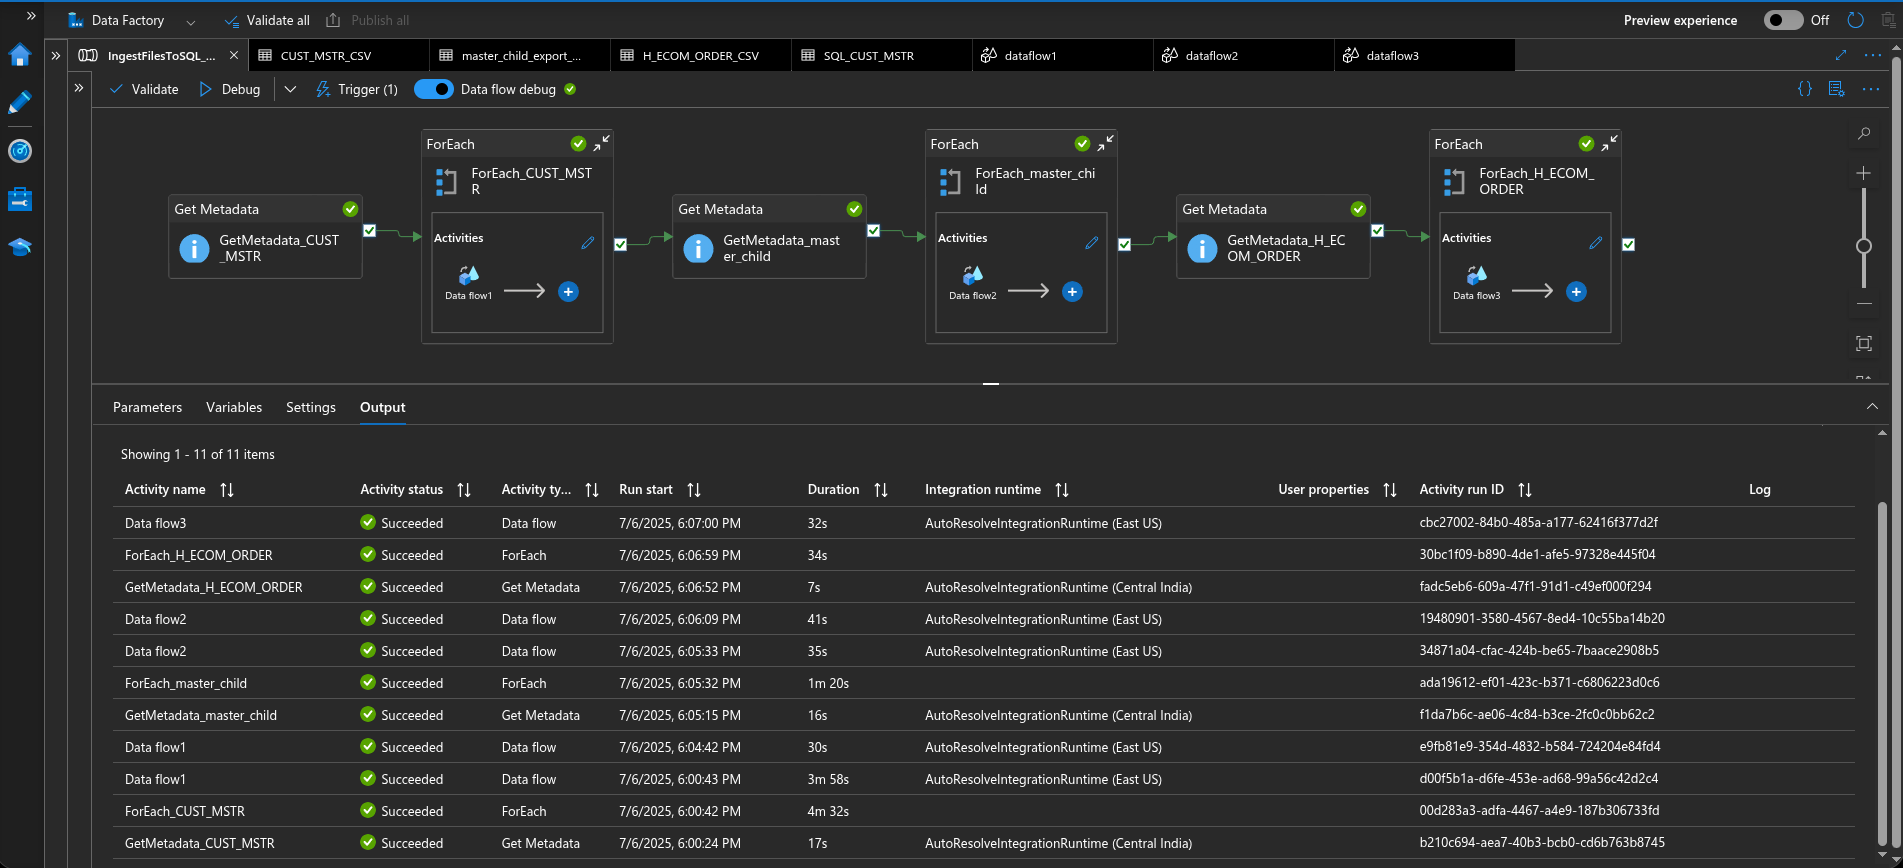 Data Factory
Validate all
Publish all
Preview experience
Off
IngestFilesToSQL_...
CUST_MSTR_CSV
master_child_export_...
H_ECOM_ORDER_CSV
SQL_CUST_MSTR
dataflow1
dataflow2
dataflow3
Validate
Debug
Trigger (1)
Data flow debug
Get Metadata
GetMetadata_CUST
_MSTR
ForEach
ForEach_CUST_MST
R
Activities
Data flow1
Get Metadata
GetMetadata_mast
er_child
ForEach
ForEach_master_chi
ld
Activities
Data flow2
Get Metadata
GetMetadata_H_EC
OM_ORDER
ForEach
ForEach_H_ECOM_
ORDER
Activities
Data flow3
Parameters
Variables
Settings
Output
Showing 1 - 11 of 11 items
Activity name Activity status Activity ty... Run start Duration Integration runtime User properties Activity run ID Log
Data flow3 Succeeded Data flow 7/6/2025, 6:07:00 PM 32s AutoResolveIntegrationRuntime (East US) cbc27002-84b0-485a-a177-62416f377d2f
ForEach_H_ECOM_ORDER Succeeded ForEach 7/6/2025, 6:06:59 PM 34s 30bc1f09-b890-4de1-afe5-97328e445f04
GetMetadata_H_ECOM_ORDER Succeeded Get Metadata 7/6/2025, 6:06:52 PM 7s AutoResolveIntegrationRuntime (Central India) fadc5eb6-609a-47f1-91d1-c49ef000f294
Data flow2 Succeeded Data flow 7/6/2025, 6:06:09 PM 41s AutoResolveIntegrationRuntime (East US) 19480901-3580-4567-8ed4-10c55ba14b20
Data flow2 Succeeded Data flow 7/6/2025, 6:05:33 PM 35s AutoResolveIntegrationRuntime (East US) 34871a04-cfac-424b-be65-7baace2908b5
ForEach_master_child Succeeded ForEach 7/6/2025, 6:05:32 PM 1m 20s ada19612-ef01-423c-b371-c6806223d0c6
GetMetadata_master_child Succeeded Get Metadata 7/6/2025, 6:05:15 PM 16s AutoResolveIntegrationRuntime (Central India) f1da7b6c-ae06-4c84-b3ce-2fc0c0bb62c2
Data flow1 Succeeded Data flow 7/6/2025, 6:04:42 PM 30s AutoResolveIntegrationRuntime (East US) e9fb81e9-354d-4832-b584-724204e84fd4
Data flow1 Succeeded Data flow 7/6/2025, 6:00:43 PM 3m 58s AutoResolveIntegrationRuntime (East US) d00f5b1a-d6fe-453e-ad68-99a56c42d2c4
ForEach_CUST_MSTR Succeeded ForEach 7/6/2025, 6:00:42 PM 4m 32s 00d283a3-adfa-4467-a4e9-187b306733fd
GetMetadata_CUST_MSTR Succeeded Get Metadata 7/6/2025, 6:00:24 PM 17s AutoResolveIntegrationRuntime (Central India) b210c694-aea7-40b3-bcb0-cd6b763b8745